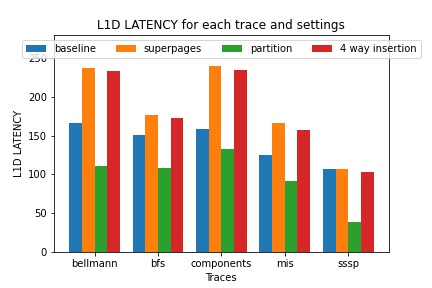 L1D LATENCY for each trace and settings
baseline superpages partition 4 way insertion
250
200
150
100
50
0
L1D LATENCY
bellmann bfs components mis sssp
Traces